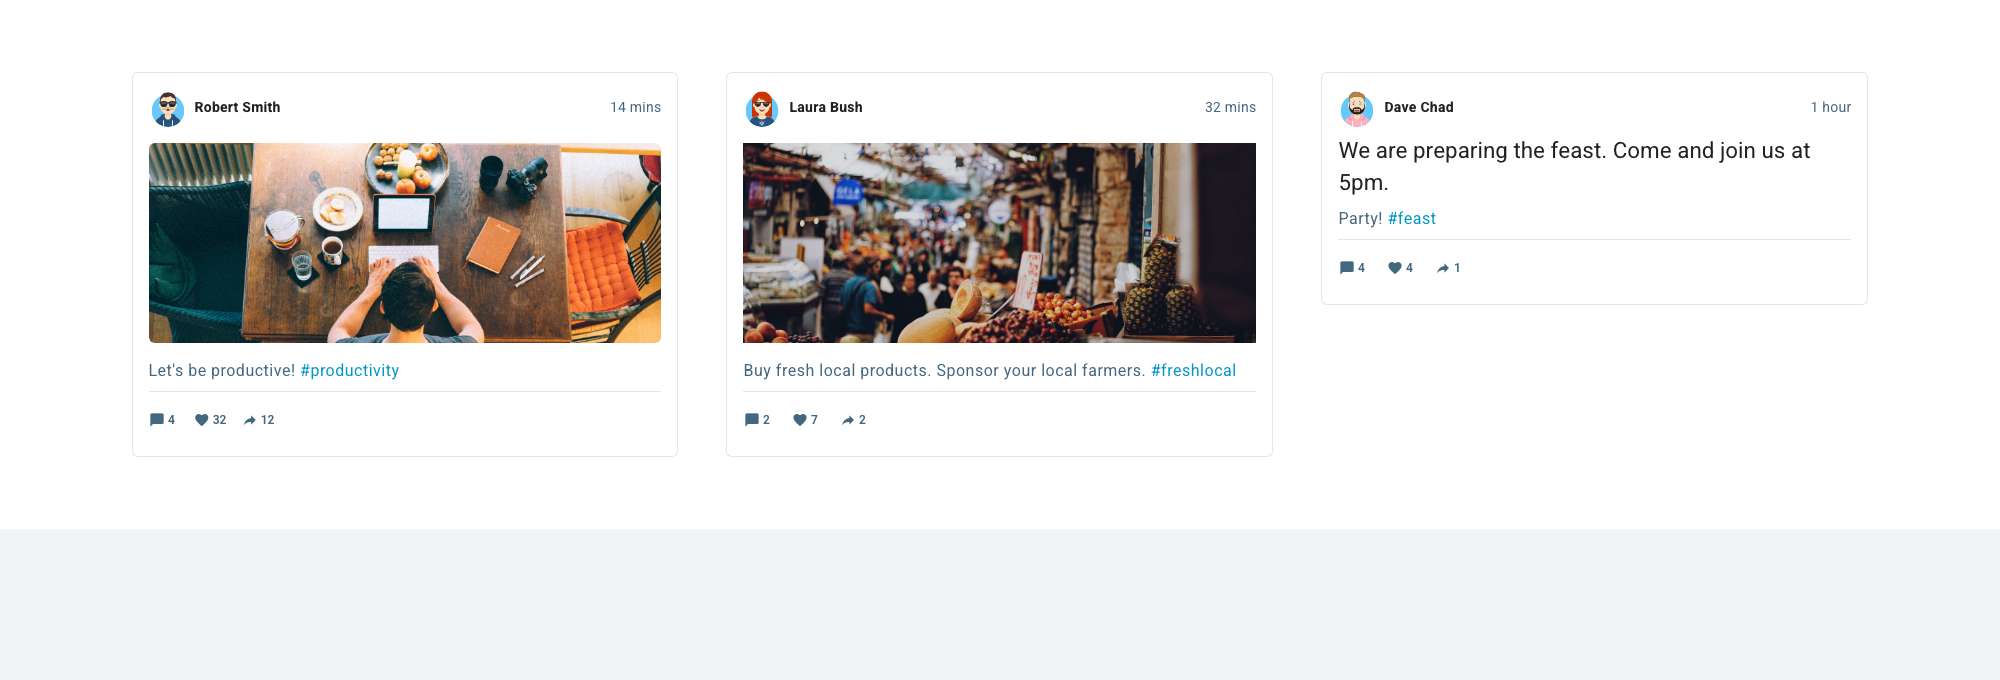 Robert Smith
14 mins
Let's be productive! #productivity
4 32 12
Laura Bush
32 mins
Buy fresh local products. Sponsor your local farmers. #freshlocal
2 7 2
Dave Chad
1 hour
We are preparing the feast. Come and join us at
5pm.
Party! #feast
4 4 1